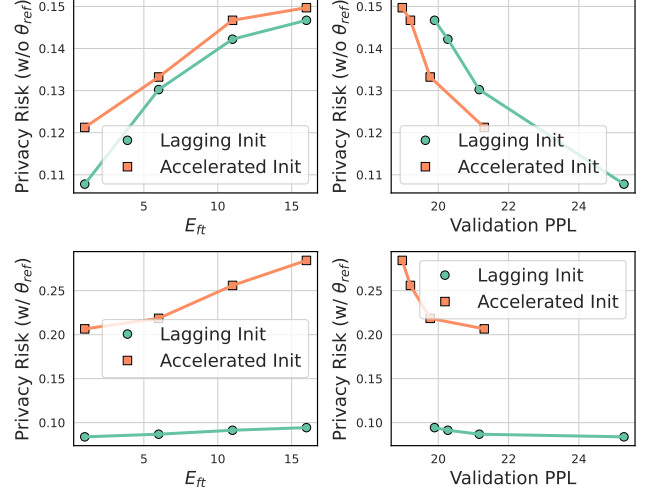 Privacy Risk (w/o θref)
0.15
0.14
0.13
0.12
0.11
Lagging Init
Accelerated Init
5
10
15
Eft
Privacy Risk (w/o θref)
0.15
0.14
0.13
0.12
0.11
Lagging Init
Accelerated Init
20
22
24
Validation PPL
Privacy Risk (w/ θref)
0.25
0.20
0.15
0.10
Lagging Init
Accelerated Init
5
10
15
Eft
Privacy Risk (w/ θref)
0.25
0.20
0.15
0.10
Lagging Init
Accelerated Init
20
22
24
Validation PPL